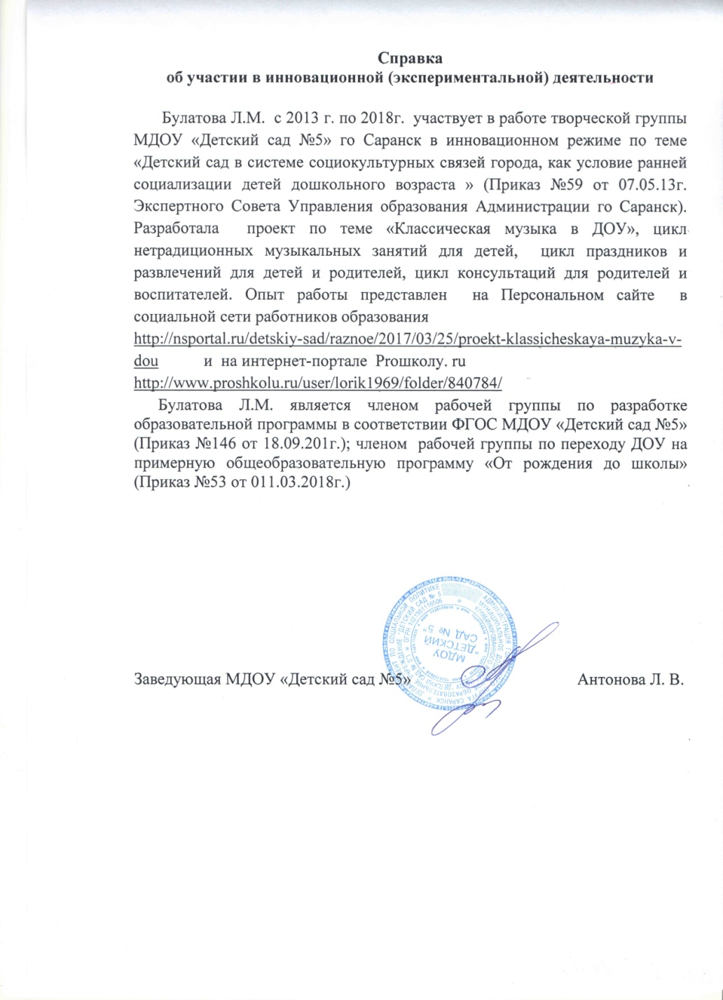 Справка
об участии в инновационной (экспериментальной) деятельности
Булатова Л.М. с 2013 г. по 2018г. участвует в работе творческой группы
МДОУ «Детский сад №5» го Саранск в инновационном режиме по теме
«Детский сад в системе социокультурных связей города, как условие ранней
социализации детей дошкольного возраста » (Приказ №59 от 07.05.13г.
Экспертного Совета Управления образования Администрации го Саранск).
Разработала проект по теме «Классическая музыка в ДОУ», цикл
нетрадиционных музыкальных занятий для детей, цикл праздников и
развлечений для детей и родителей, цикл консультаций для родителей и
воспитателей. Опыт работы представлен на Персональном сайте в
социальной сети работников образования
http://nsportal.ru/detskiy-sad/raznoe/2017/03/25/proekt-klassicheskaya-muzyka-v-
dou и на интернет-портале Proшколу. ru
http://www.proshkolu.ru/user/lorik1969/folder/840784/
Булатова Л.М. является членом рабочей группы по разработке
образовательной программы в соответствии ФГОС МДОУ «Детский сад №5»
(Приказ №146 от 18.09.201г.); членом рабочей группы по переходу ДОУ на
примерную общеобразовательную программу «От рождения до школы»
(Приказ №53 от 011.03.2018г.)
Заведующая МДОУ «Детский сад №5» Антонова Л. В.
МДОУ
"ДЕТСКИЙ
САД № 5"